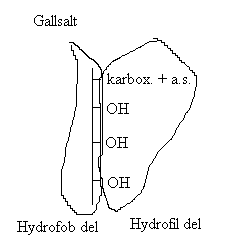 Gallsalt
karbox. + a.s.
OH
OH
OH
Hydrofob del
Hydrofil del